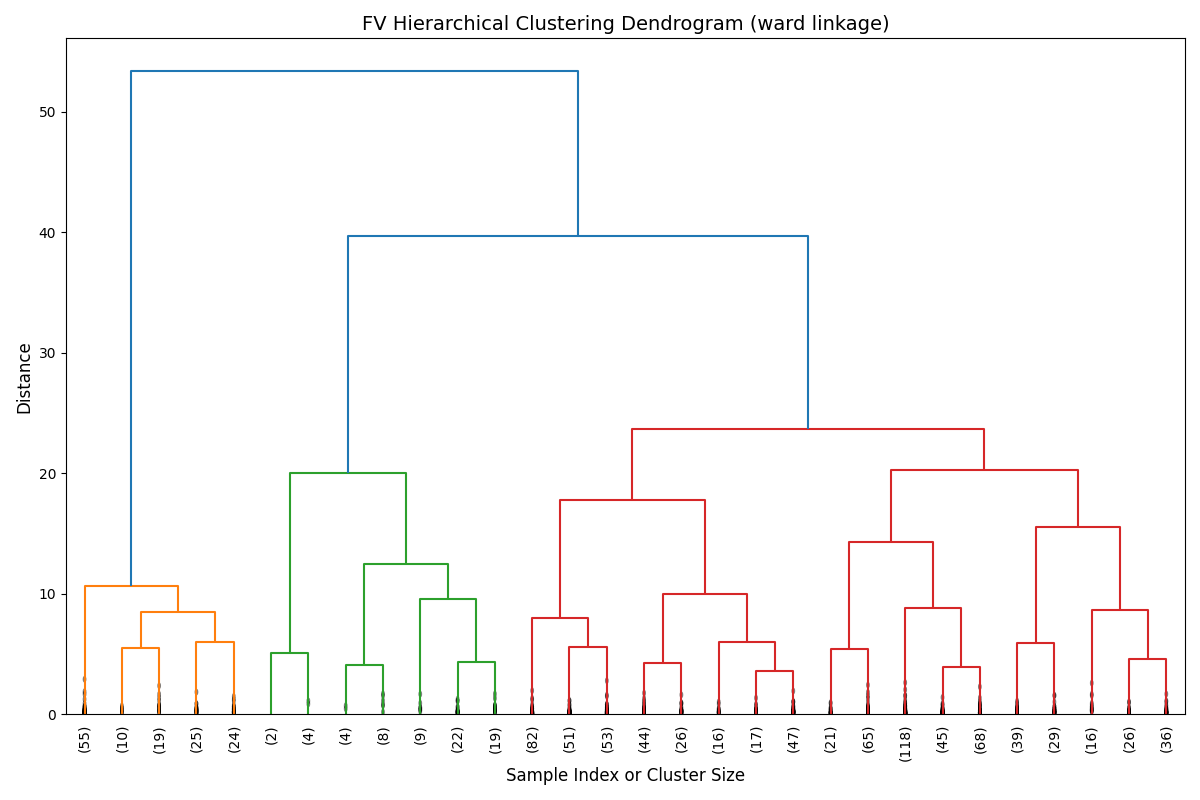 FV Hierarchical Clustering Dendrogram (ward linkage)
50
40
30
20
10
0
Distance
(55) (10) (19) (25) (24) (2) (4) (4) (8) (9) (22) (19) (82) (51) (53) (44) (26) (16) (17) (47) (21) (65) (118) (45) (68) (39) (29) (16) (26) (36)
Sample Index or Cluster Size